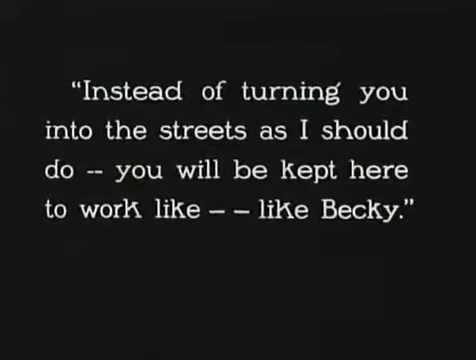 "Instead of turning you
into the streets as I should
do -- you will be kept here
to work like -- -- like Becky."